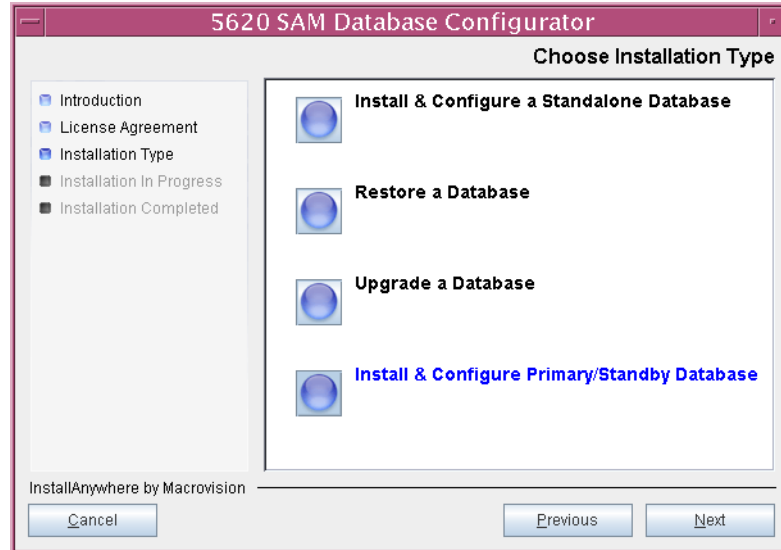 5620 SAM Database Configurator
Choose Installation Type
Introduction
License Agreement
Installation Type
Installation In Progress
Installation Completed
Install & Configure a Standalone Database
Restore a Database
Upgrade a Database
Install & Configure Primary/Standby Database
InstallAnywhere by Macrovision
Cancel
Previous
Next